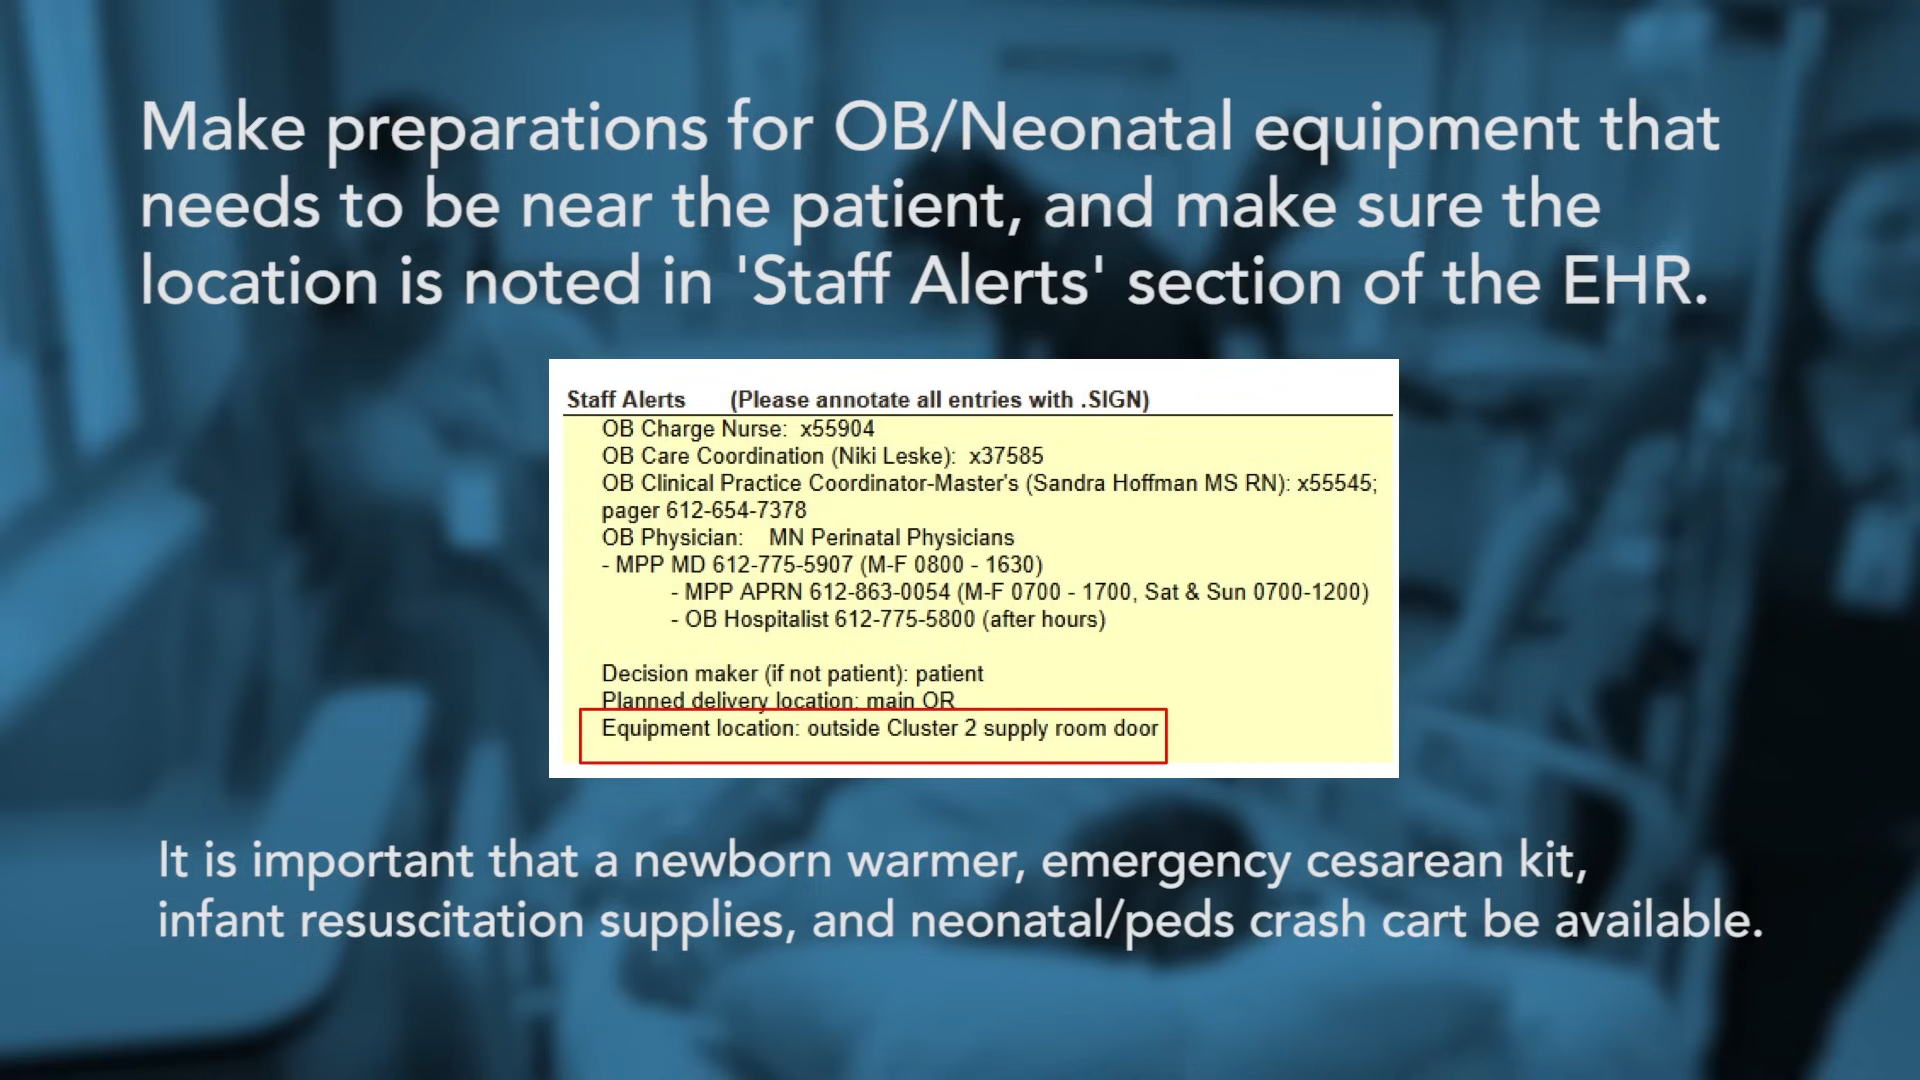 Make preparations for OB/Neonatal equipment that
needs to be near the patient, and make sure the
location is noted in 'Staff Alerts' section of the EHR.
Staff Alerts (Please annotate all entries with .SIGN)
OB Charge Nurse: x55904
OB Care Coordination (Niki Leske): x37585
OB Clinical Practice Coordinator-Master's (Sandra Hoffman MS RN): x55545;
pager 612-654-7378
OB Physician: MN Perinatal Physicians
- MPP MD 612-775-5907 (M-F 0800 - 1630)
- MPP APRN 612-863-0054 (M-F 0700 - 1700, Sat & Sun 0700-1200)
- OB Hospitalist 612-775-5800 (after hours)
Decision maker (if not patient): patient
Planned delivery location: main OR
Equipment location: outside Cluster 2 supply room door
It is important that a newborn warmer, emergency cesarean kit,
infant resuscitation supplies, and neonatal/peds crash cart be available.